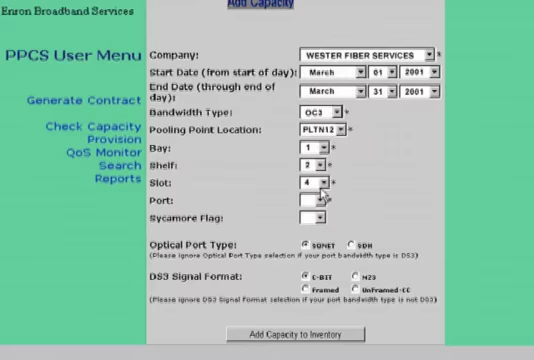 Enron Broadband Services
Add Capacity
PPCS User Menu
Generate Contract
Check Capacity
Provision
QoS Monitor
Search
Reports
Company: WESTER FIBER SERVICES *
Start Date (from start of day): March 01 2001
End Date (through end of day): March 31 2001
Bandwidth Type: OC3 *
Pooling Point Location: PLTN12 *
Bay: 1 *
Shelf: 2 *
Slot: 4 *
Port: *
Sycamore Flag:
Optical Port Type: SONET SDH
(Please ignore Optical Port Type selection if your port bandwidth type is DS3)
DS3 Signal Format: C-BIT M23
Framed UnFramed-CC
(Please ignore DS3 Signal Format selection if your port bandwidth type is not DS3)
Add Capacity to Inventory